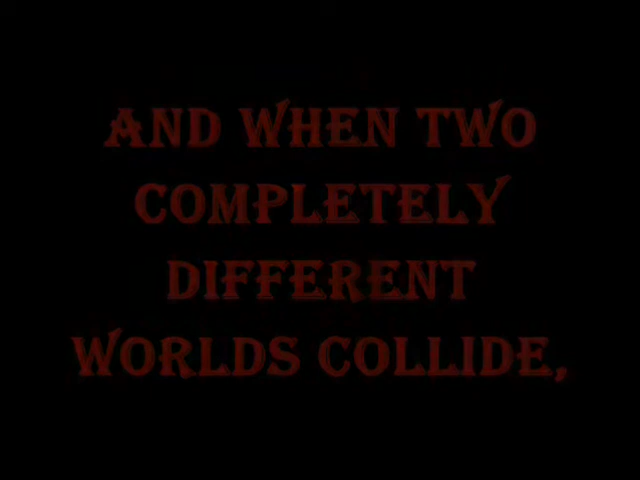 AND WHEN TWO
COMPLETELY
DIFFERENT
WORLDS COLLIDE,